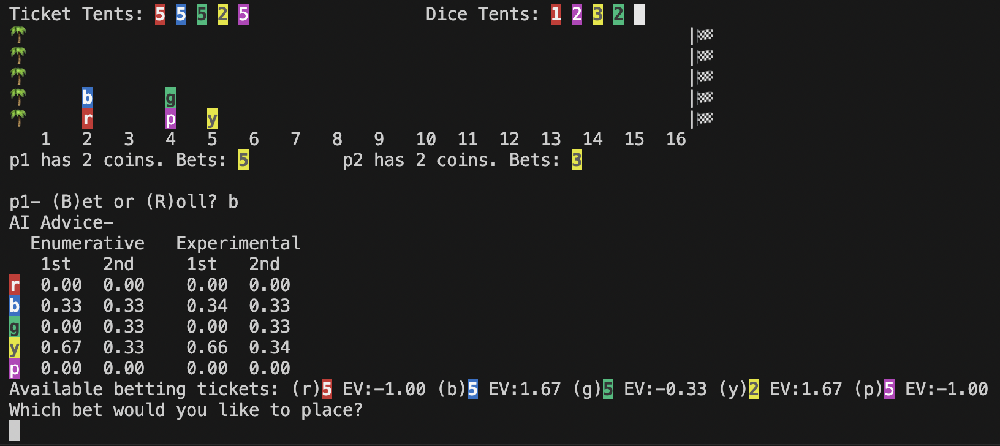 Ticket Tents: 5 5 5 2 5 Dice Tents: 1 2 3 2
b g
r p y
1 2 3 4 5 6 7 8 9 10 11 12 13 14 15 16
p1 has 2 coins. Bets: 5 p2 has 2 coins. Bets: 3
p1- (B)et or (R)oll? b
AI Advice-
Enumerative Experimental
1st 2nd 1st 2nd
r 0.00 0.00 0.00 0.00
b 0.33 0.33 0.34 0.33
g 0.00 0.33 0.00 0.33
y 0.67 0.33 0.66 0.34
p 0.00 0.00 0.00 0.00
Available betting tickets: (r)5 EV:-1.00 (b)5 EV:1.67 (g)5 EV:-0.33 (y)2 EV:1.67 (p)5 EV:-1.00
Which bet would you like to place?